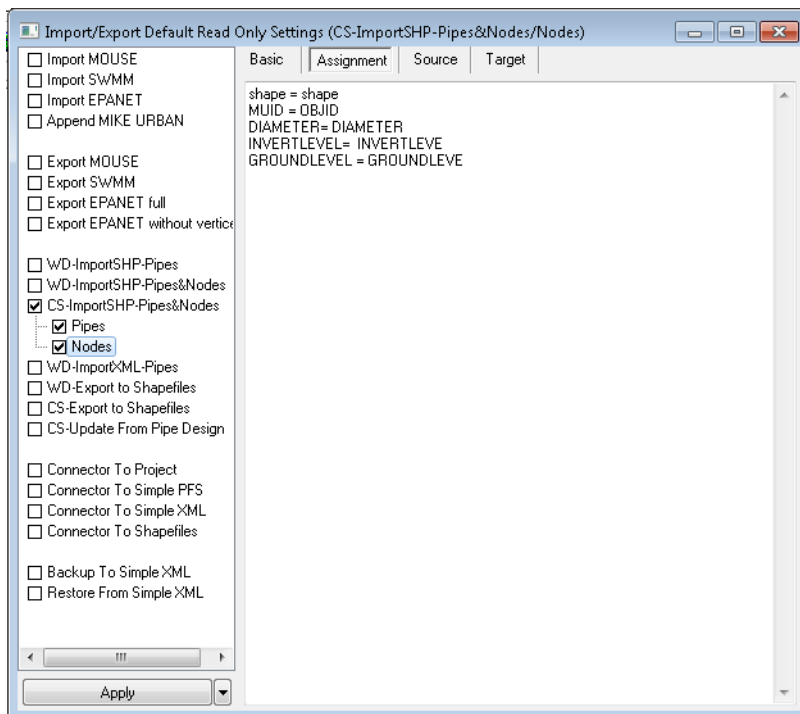 Import/Export Default Read Only Settings (CS-ImportSHP-Pipes&Nodes/Nodes)
Import MOUSE
Import SWMM
Import EPANET
Append MIKE URBAN
Export MOUSE
Export SWMM
Export EPANET full
Export EPANET without vertice
WD-ImportSHP-Pipes
WD-ImportSHP-Pipes&Nodes
CS-ImportSHP-Pipes&Nodes
Pipes
Nodes
WD-ImportXML-Pipes
WD-Export to Shapefiles
CS-Export to Shapefiles
CS-Update From Pipe Design
Connector To Project
Connector To Simple PFS
Connector To Simple XML
Connector To Shapefiles
Backup To Simple XML
Restore From Simple XML
Apply
Basic Assignment Source Target
shape = shape
MUID = OBJID
DIAMETER= DIAMETER
INVERTLEVEL=  INVERTLEVE
GROUNDLEVEL = GROUNDLEVE